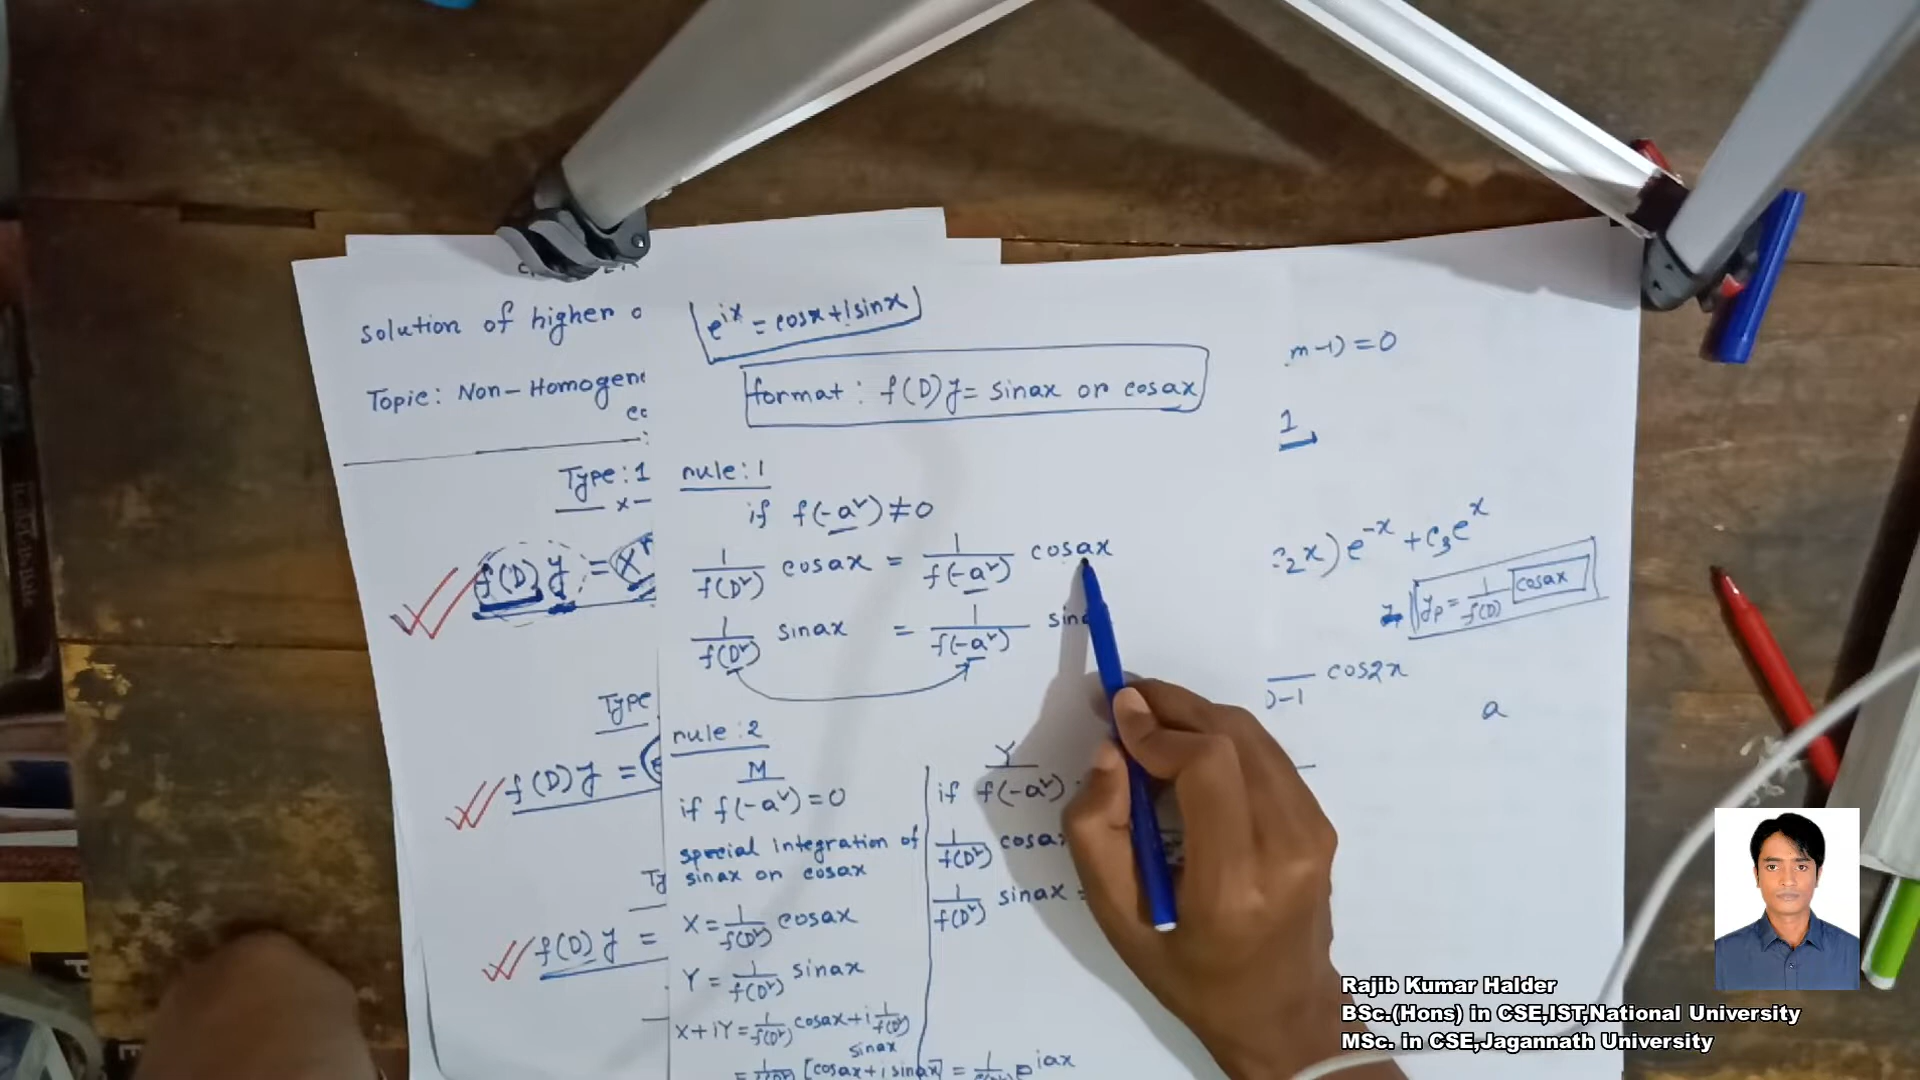 solution of higher o
Topic: Non-Homogen
Type: 1
f(D) y =
Type
f(D) y =
Ty
f(D) y =
e^ix = cosx + i sinx
format : f(D) y = sinax or cosax
rule: 1
if f(-a²) ≠ 0
1/f(D²) cosax = 1/f(-a²) cosax
1/f(D²) sinax = 1/f(-a²) sin
rule: 2
M
if f(-a²) = 0
special integration of
sinax or cosax
X = 1/f(D²) cosax
Y = 1/f(D²) sinax
X + iY = 1/f(D²) cosax + i 1/f(D²)
sinax
[cosax + i sinax] = e^iax
Y
if f(-a²)
1/f(D²) cosax
1/f(D²) sinax =
m-1) = 0
1
2x) e^-x + c₃e^x
yp = 1/f(D) cosax
-1 cos2x
a
Rajib Kumar Halder
BSc.(Hons) in CSE,IST,National University
MSc. in CSE,Jagannath University